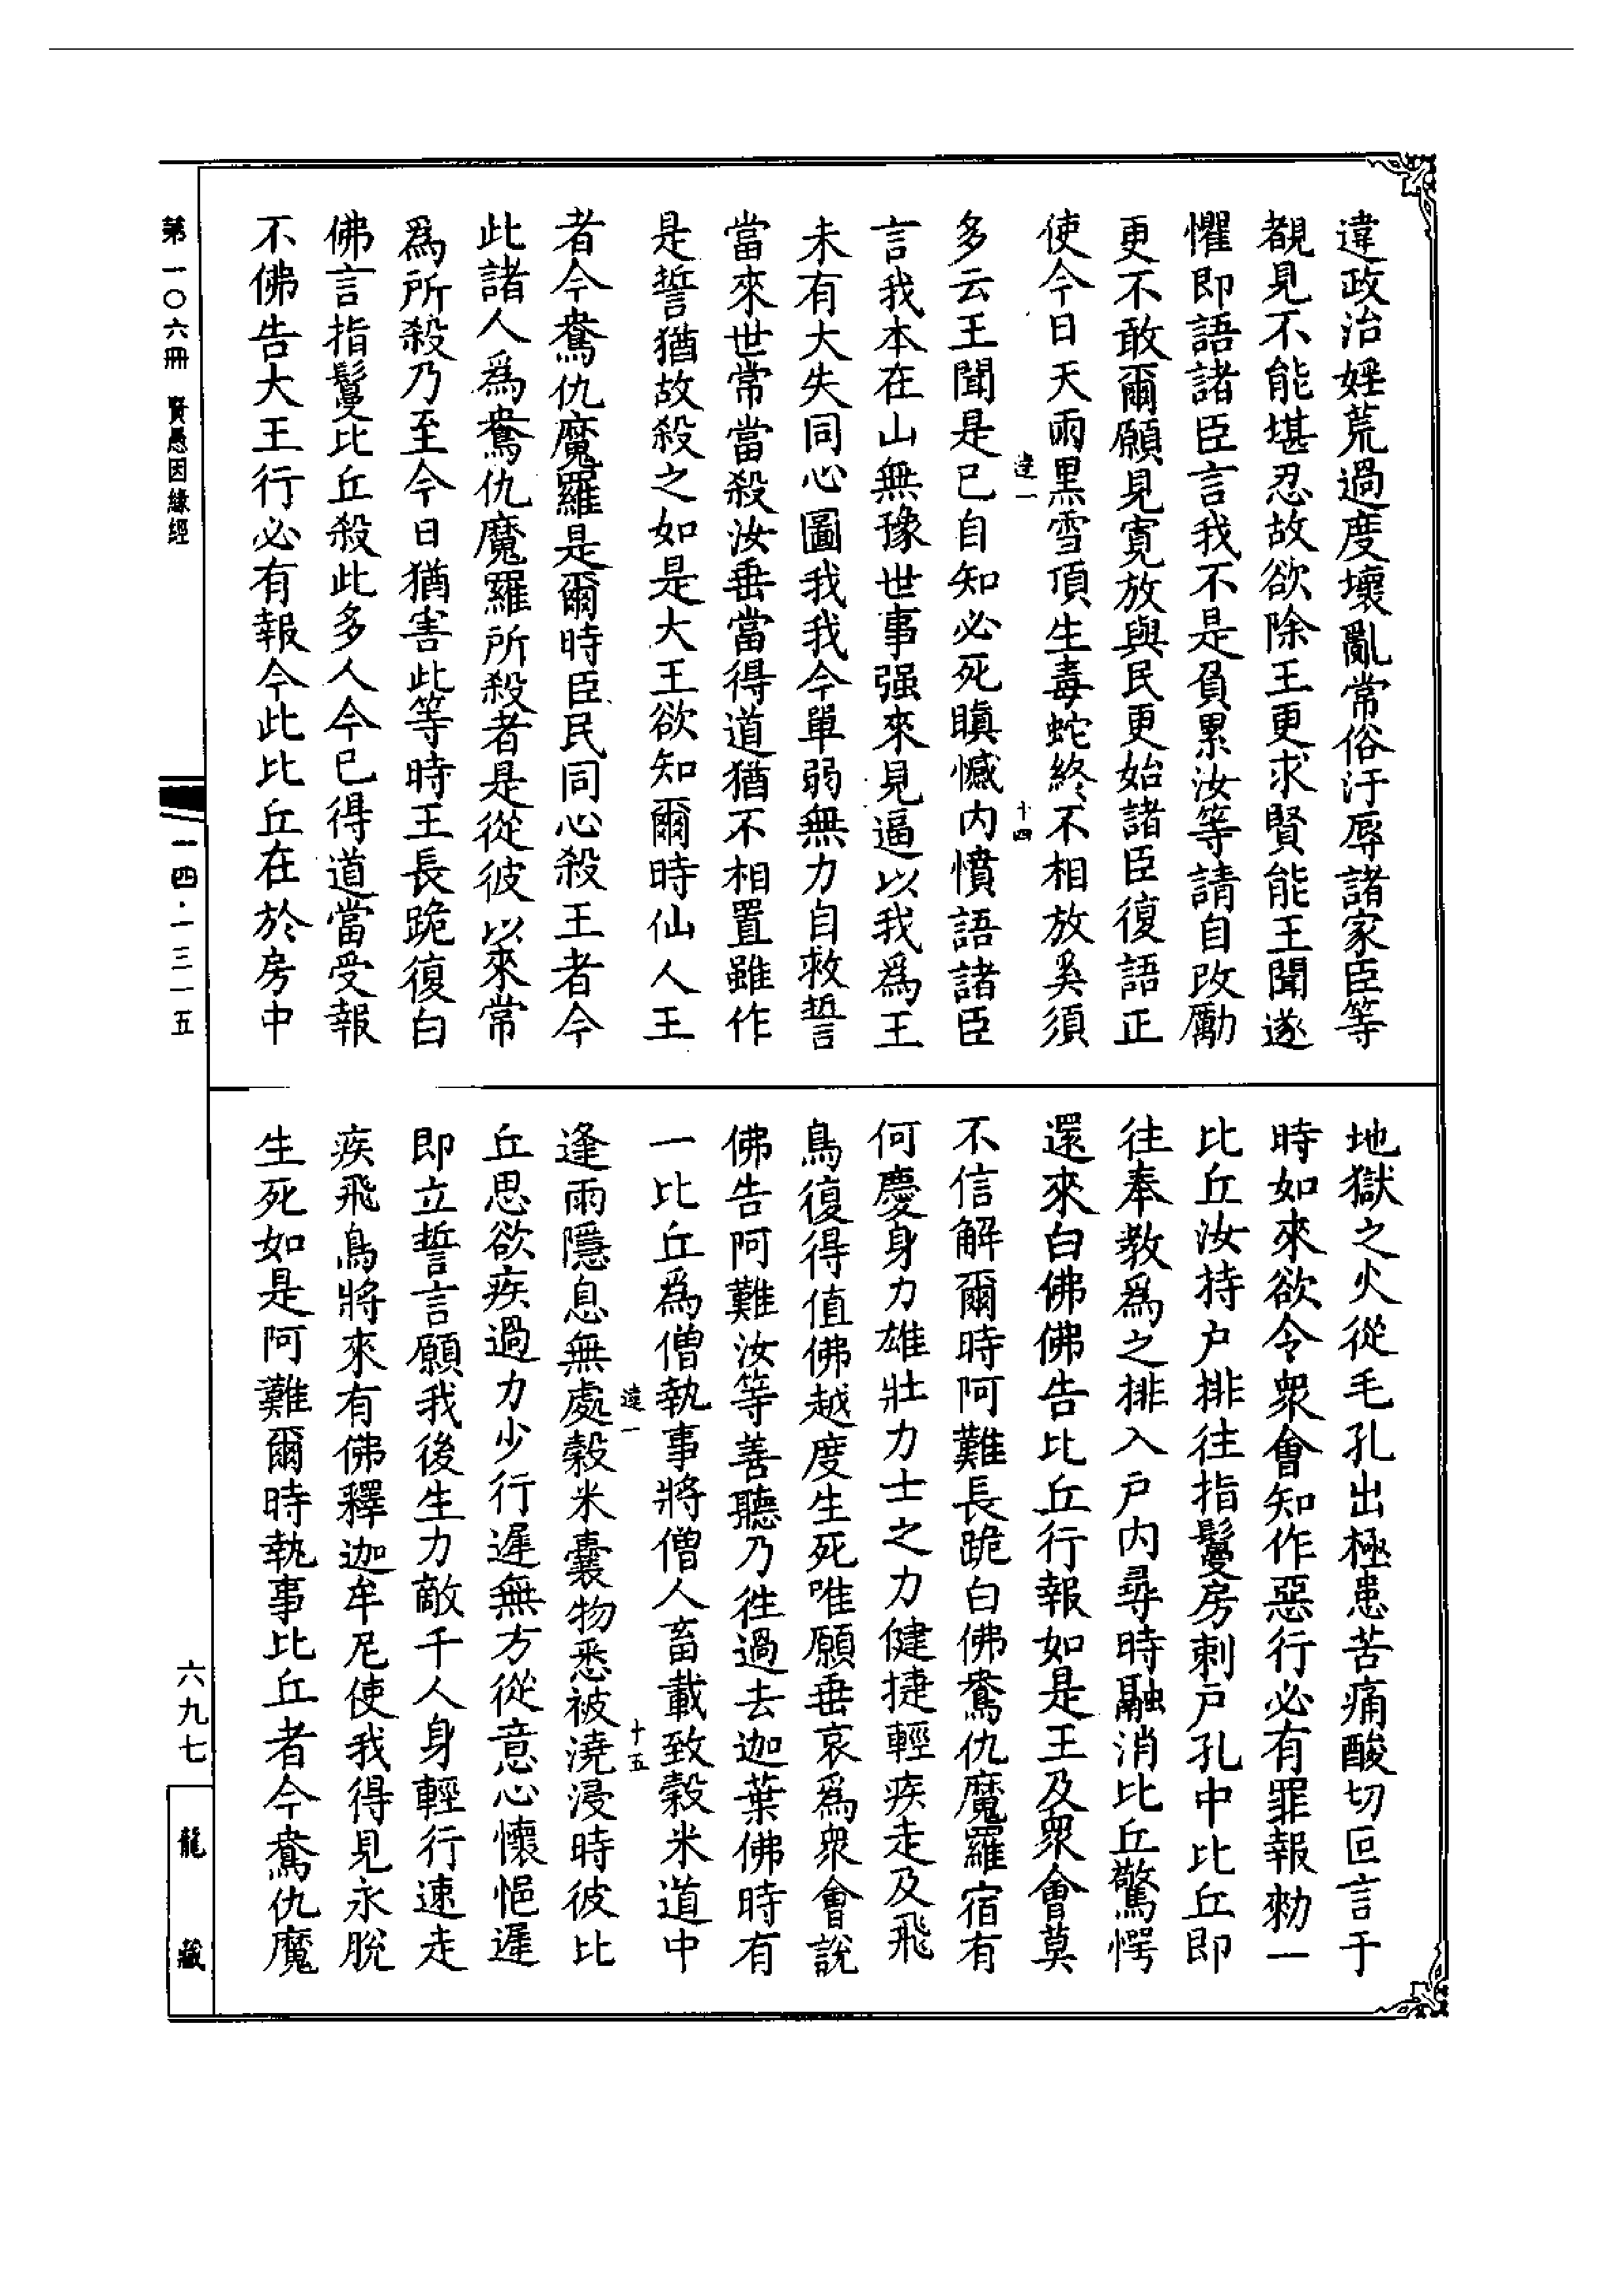 違政治婬荒過度壞亂常俗汙辱諸家臣等
覩見不能堪忍故欲除王更求賢能王聞遂
懼即語諸臣言我不是負累汝等請自改勵
更不敢爾願見寬放與民更始諸臣復語正
使今日天雨黑雪頂生毒蛇終不相放奚須
達一 十四
多云王聞是已自知必死瞋憾内憤語諸臣
言我本在山無豫世事强來見逼以我爲王
未有大失同心圖我我今單弱無力自救誓
當來世常當殺汝垂當得道猶不相置雖作
是誓猶故殺之如是大王欲知爾時仙人王
者今鴦仇魔羅是爾時臣民同心殺王者今
此諸人爲鴦仇魔羅所殺者是從彼以來常
爲所殺乃至今日猶害此等時王長跪復白
佛言指鬘比丘殺此多人今已得道當受報
不佛告大王行必有報今此比丘在於房中
地獄之火從毛孔出極患苦痛酸切叵言于
時如來欲令衆會知作惡行必有罪報勑一
比丘汝持户排往指鬘房刺戸孔中比丘即
往奉教爲之排入戸内尋時融消比丘驚愕
還來白佛佛告比丘行報如是王及衆會莫
不信解爾時阿難長跪白佛鴦仇魔羅宿有
何慶身力雄壯力士之力健捷輕疾走及飛
鳥復得值佛越度生死唯願垂哀爲衆會說
佛告阿難汝等善聽乃徃過去迦葉佛時有
一比丘爲僧執事將僧人畜載致穀米道中
達一 十五
逢雨隱息無處穀米囊物悉被澆浸時彼比
丘思欲疾過力少行遲無方從意心懷悒遲
即立誓言願我後生力敵千人身輕行速走
疾飛鳥將來有佛釋迦牟尼使我得見永脫
生死如是阿難爾時執事比丘者今鴦仇魔
第一〇六冊 賢愚因緣經
一四·一三一五
六九七
龍藏